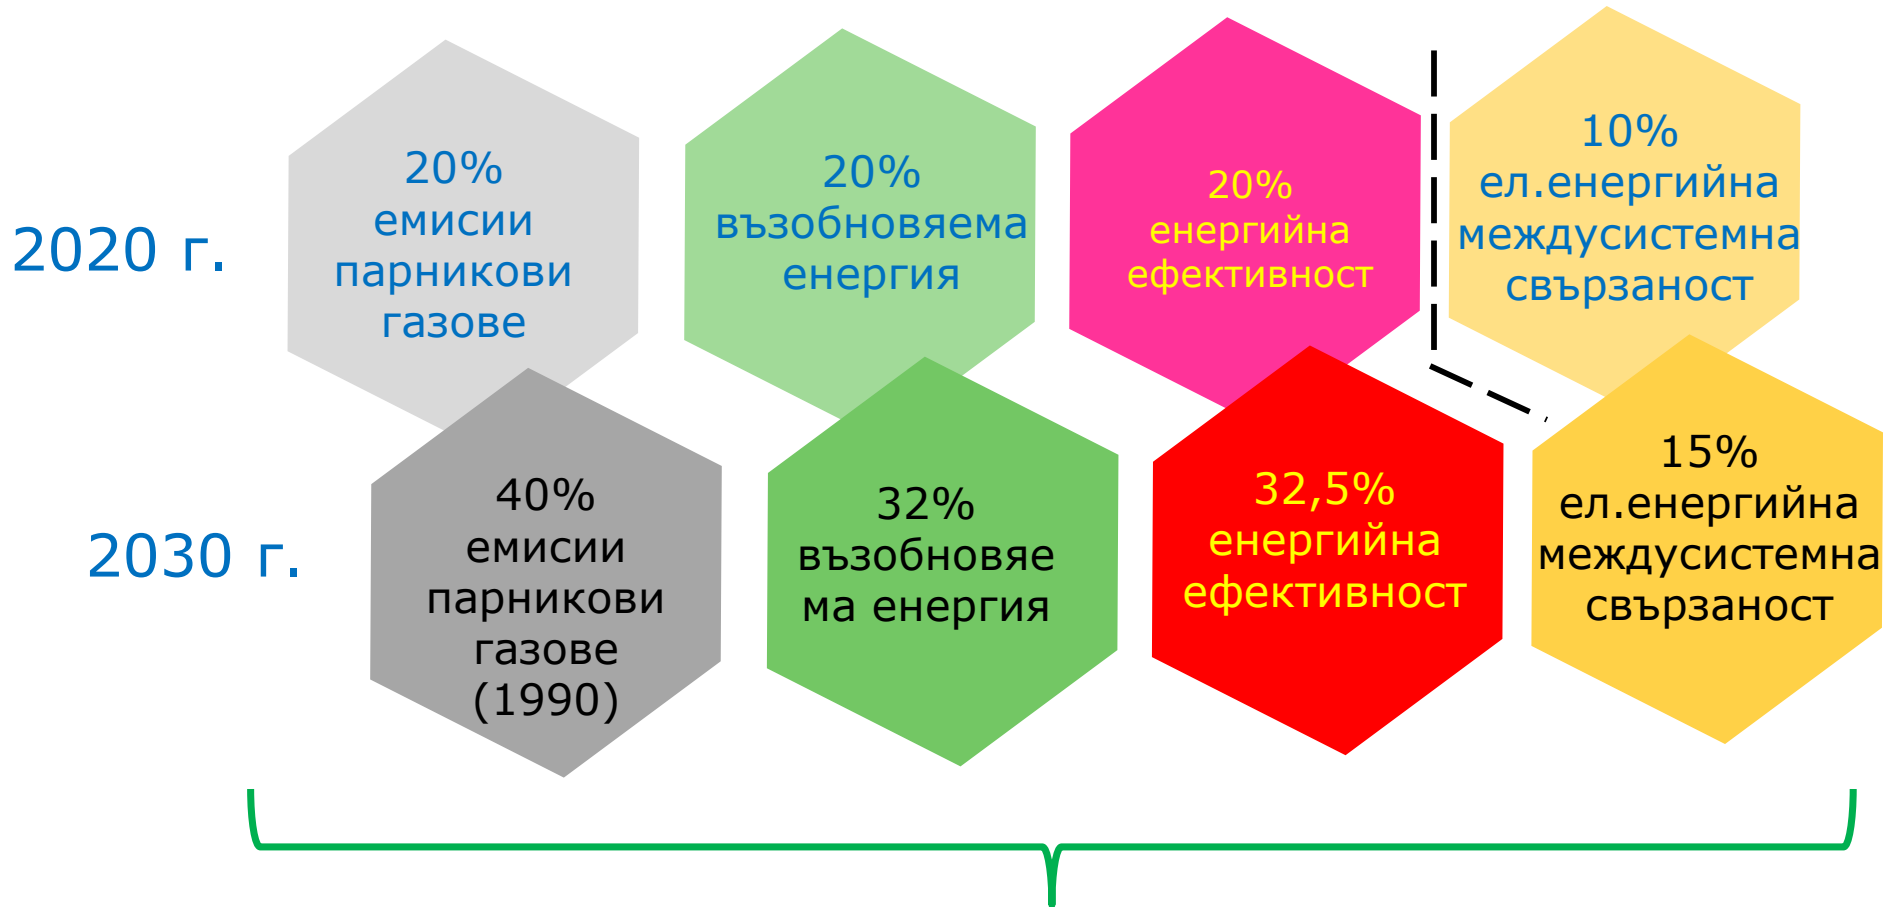 2020 г.
20%
емисии
парникови
газове
20%
възобновяема
енергия
20%
енергийна
ефективност
10%
ел.енергийна
междусистемна
свързаност
2030 г.
40%
емисии
парникови
газове
(1990)
32%
възобновяе
ма енергия
32,5%
енергийна
ефективност
15%
ел.енергийна
междусистемна
свързаност